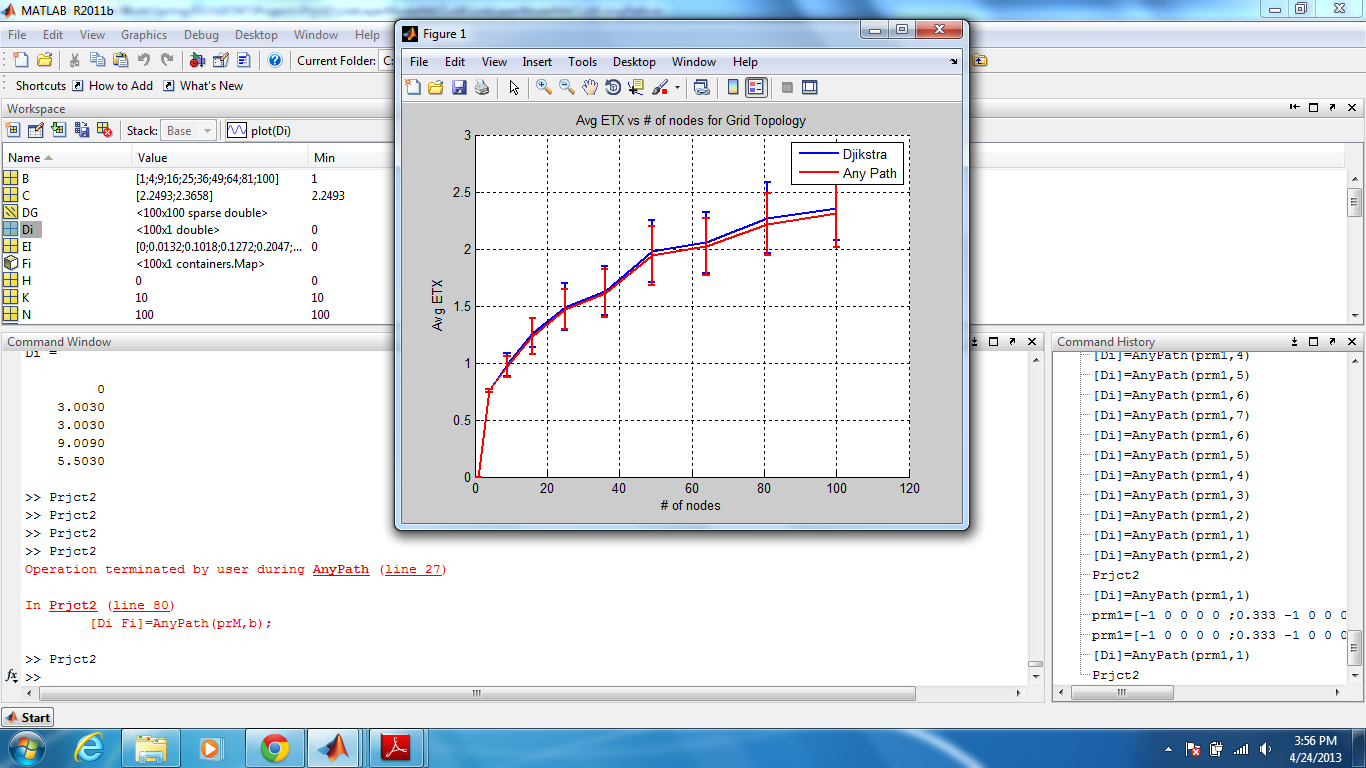 MATLAB R2011b
File Edit View Graphics Debug Desktop Window Help
Current Folder: C:
Shortcuts How to Add What's New
Workspace
Stack: Base plot(Di)
Name Value Min
B [1;4;9;16;25;36;49;64;81;100] 1
C [2.2493;2.3658] 2.2493
DG <100x100 sparse double>
Di <100x1 double> 0
EI [0;0.0132;0.1018;0.1272;0.2047;... 0
Fi <100x1 containers.Map>
H 0 0
K 10 10
N 100 100
Figure 1
File Edit View Insert Tools Desktop Window Help
Avg ETX vs # of nodes for Grid Topology
Djikstra
Any Path
3
2.5
2
1.5
1
0.5
0
Avg ETX
0 20 40 60 80 100 120
# of nodes
Command Window
Di =
0
3.0030
3.0030
9.0090
5.5030
>> Prjct2
>> Prjct2
>> Prjct2
>> Prjct2
Operation terminated by user during AnyPath (line 27)
In Prjct2 (line 80)
[Di Fi]=AnyPath(prM,b);
>> Prjct2
fx >>
Command History
[Di]=AnyPath(prm1,4)
[Di]=AnyPath(prm1,5)
[Di]=AnyPath(prm1,6)
[Di]=AnyPath(prm1,7)
[Di]=AnyPath(prm1,6)
[Di]=AnyPath(prm1,5)
[Di]=AnyPath(prm1,4)
[Di]=AnyPath(prm1,3)
[Di]=AnyPath(prm1,2)
[Di]=AnyPath(prm1,1)
[Di]=AnyPath(prm1,2)
Prjct2
[Di]=AnyPath(prm1,1)
prm1=[-1 0 0 0 0 ;0.333 -1 0 0 0
prm1=[-1 0 0 0 0 ;0.333 -1 0 0 0
[Di]=AnyPath(prm1,1)
Prjct2
Start
3:56 PM
4/24/2013